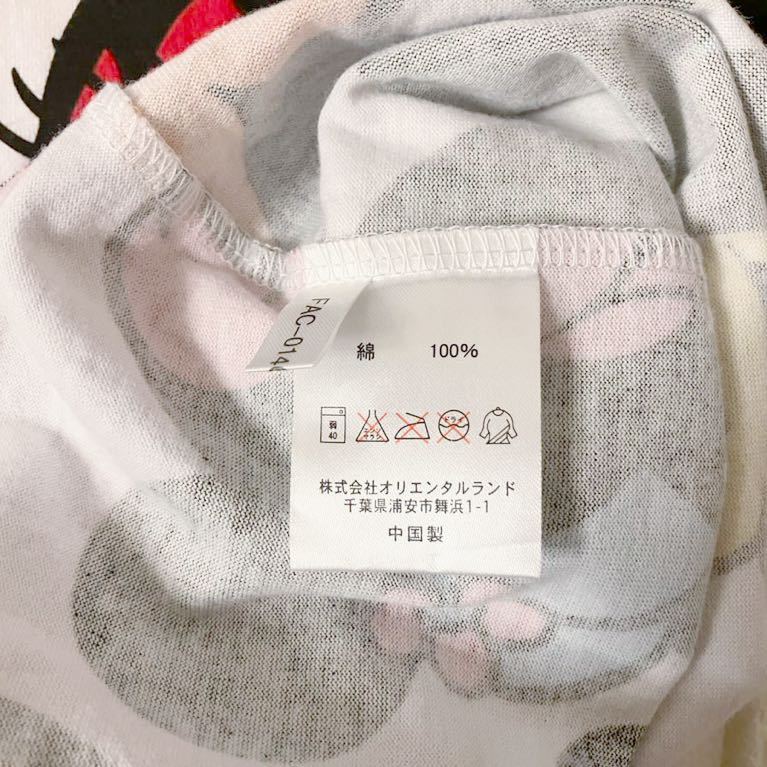 FAC-014
綿 100%
弱
40
エンソ
サラシ
ドライ
株式会社オリエンタルランド
千葉県浦安市舞浜1-1
中国製